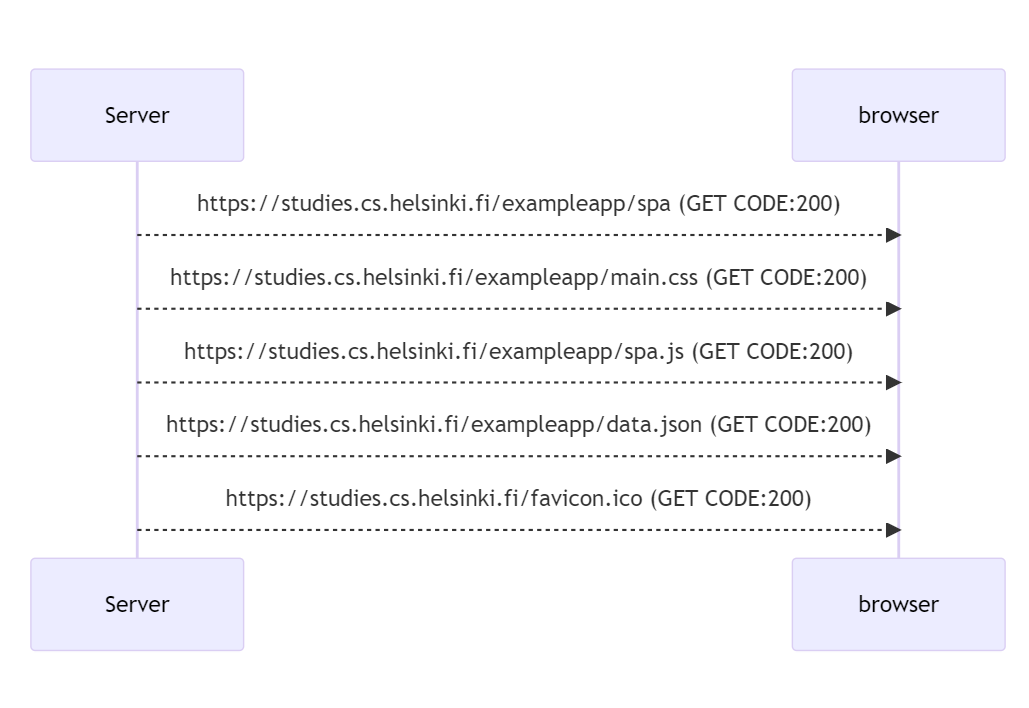 Server browser
https://studies.cs.helsinki.fi/exampleapp/spa (GET CODE:200)
https://studies.cs.helsinki.fi/exampleapp/main.css (GET CODE:200)
https://studies.cs.helsinki.fi/exampleapp/spa.js (GET CODE:200)
https://studies.cs.helsinki.fi/exampleapp/data.json (GET CODE:200)
https://studies.cs.helsinki.fi/favicon.ico (GET CODE:200)
Server browser